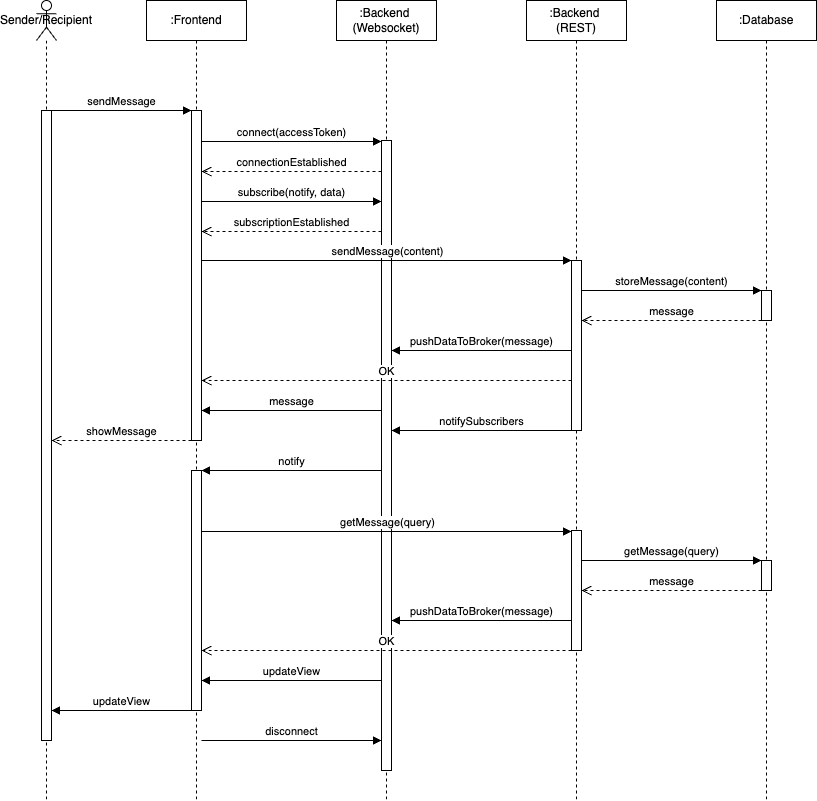 Sender/Recipient
:Frontend
:Backend
(Websocket)
:Backend
(REST)
:Database
sendMessage
connect(accessToken)
connectionEstablished
subscribe(notify, data)
subscriptionEstablished
sendMessage(content)
storeMessage(content)
message
pushDataToBroker(message)
OK
message
notifySubscribers
showMessage
notify
getMessage(query)
getMessage(query)
message
pushDataToBroker(message)
OK
updateView
updateView
disconnect